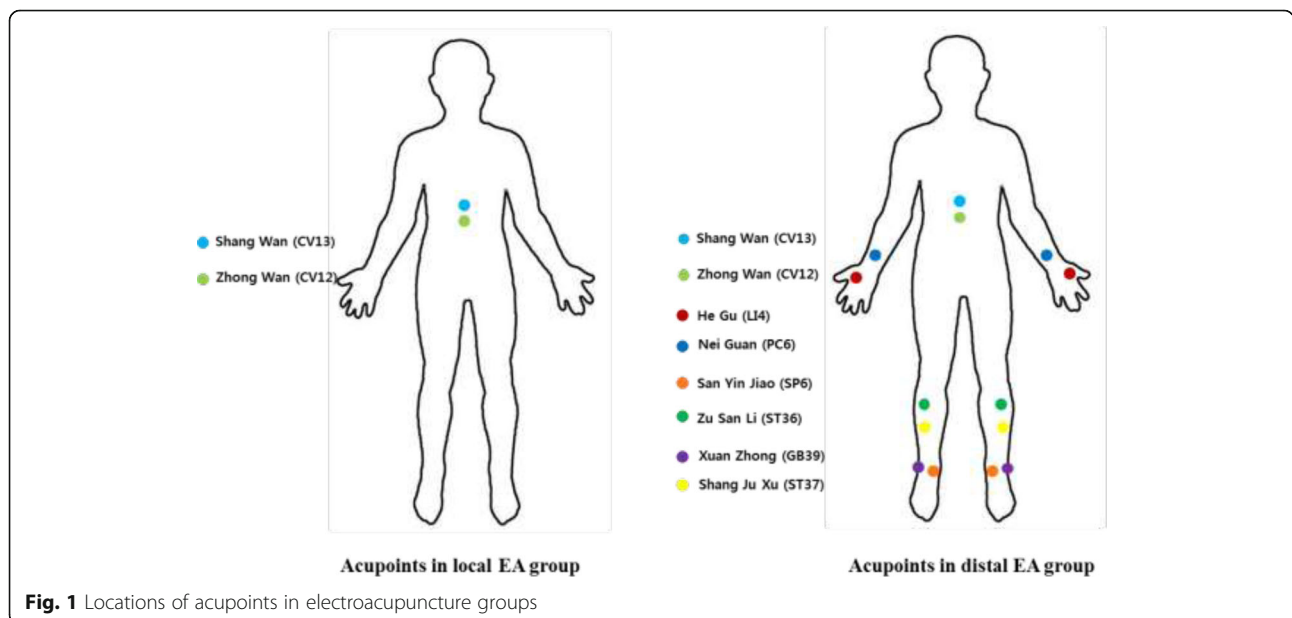 Shang Wan (CV13)
Zhong Wan (CV12)
Acupoints in local EA group
Shang Wan (CV13)
Zhong Wan (CV12)
He Gu (LI4)
Nei Guan (PC6)
San Yin Jiao (SP6)
Zu San Li (ST36)
Xuan Zhong (GB39)
Shang Ju Xu (ST37)
Acupoints in distal EA group
Fig. 1 Locations of acupoints in electroacupuncture groups